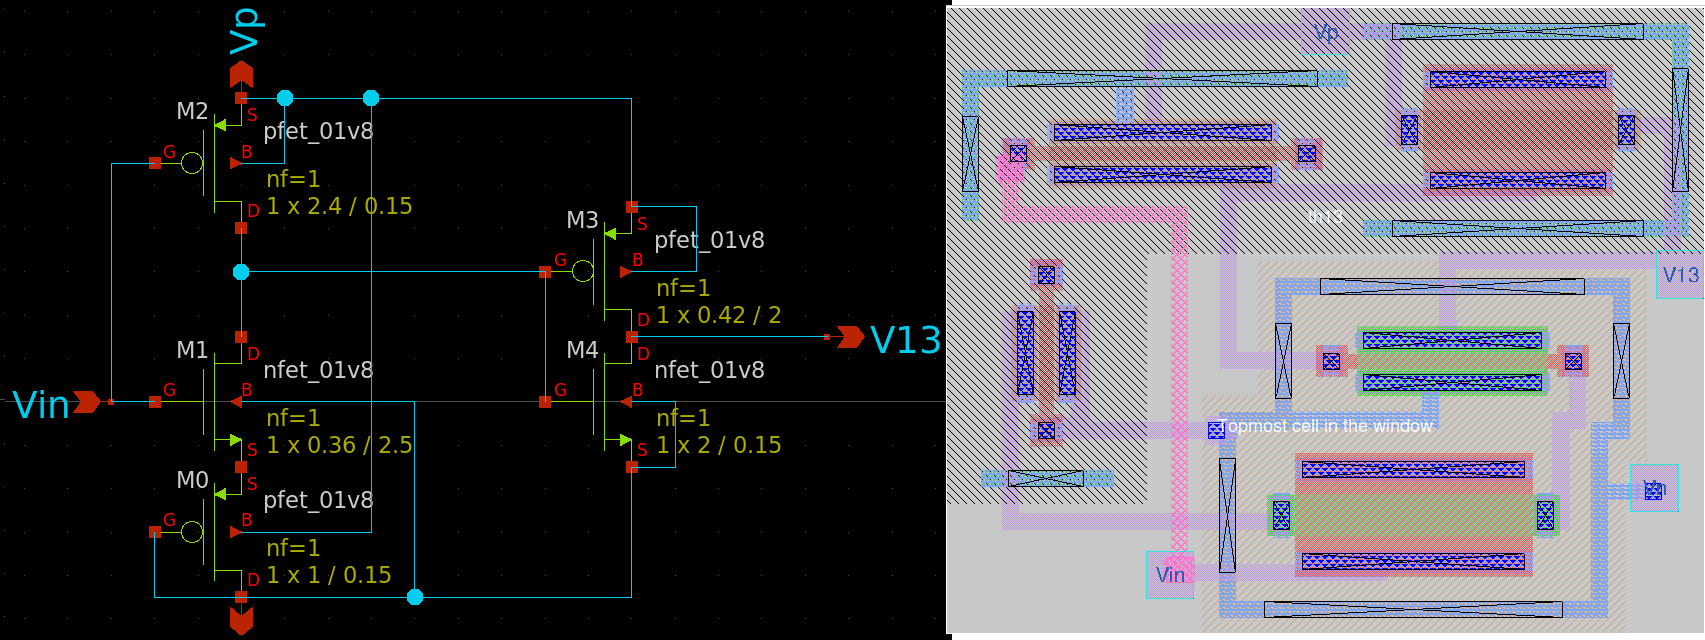 Vp
M2
S
pfet_01v8
G
B
nf=1
1 x 2.4 / 0.15
D
M3
S
pfet_01v8
G
B
nf=1
1 x 0.42 / 2
D
V13
M1
D
nfet_01v8
Vin
G
B
nf=1
1 x 0.36 / 2.5
S
M4
D
nfet_01v8
G
B
nf=1
1 x 2 / 0.15
S
M0
S
pfet_01v8
G
B
nf=1
1 x 1 / 0.15
D
Vp
V13
Topmost cell in the window
Vn
Vin